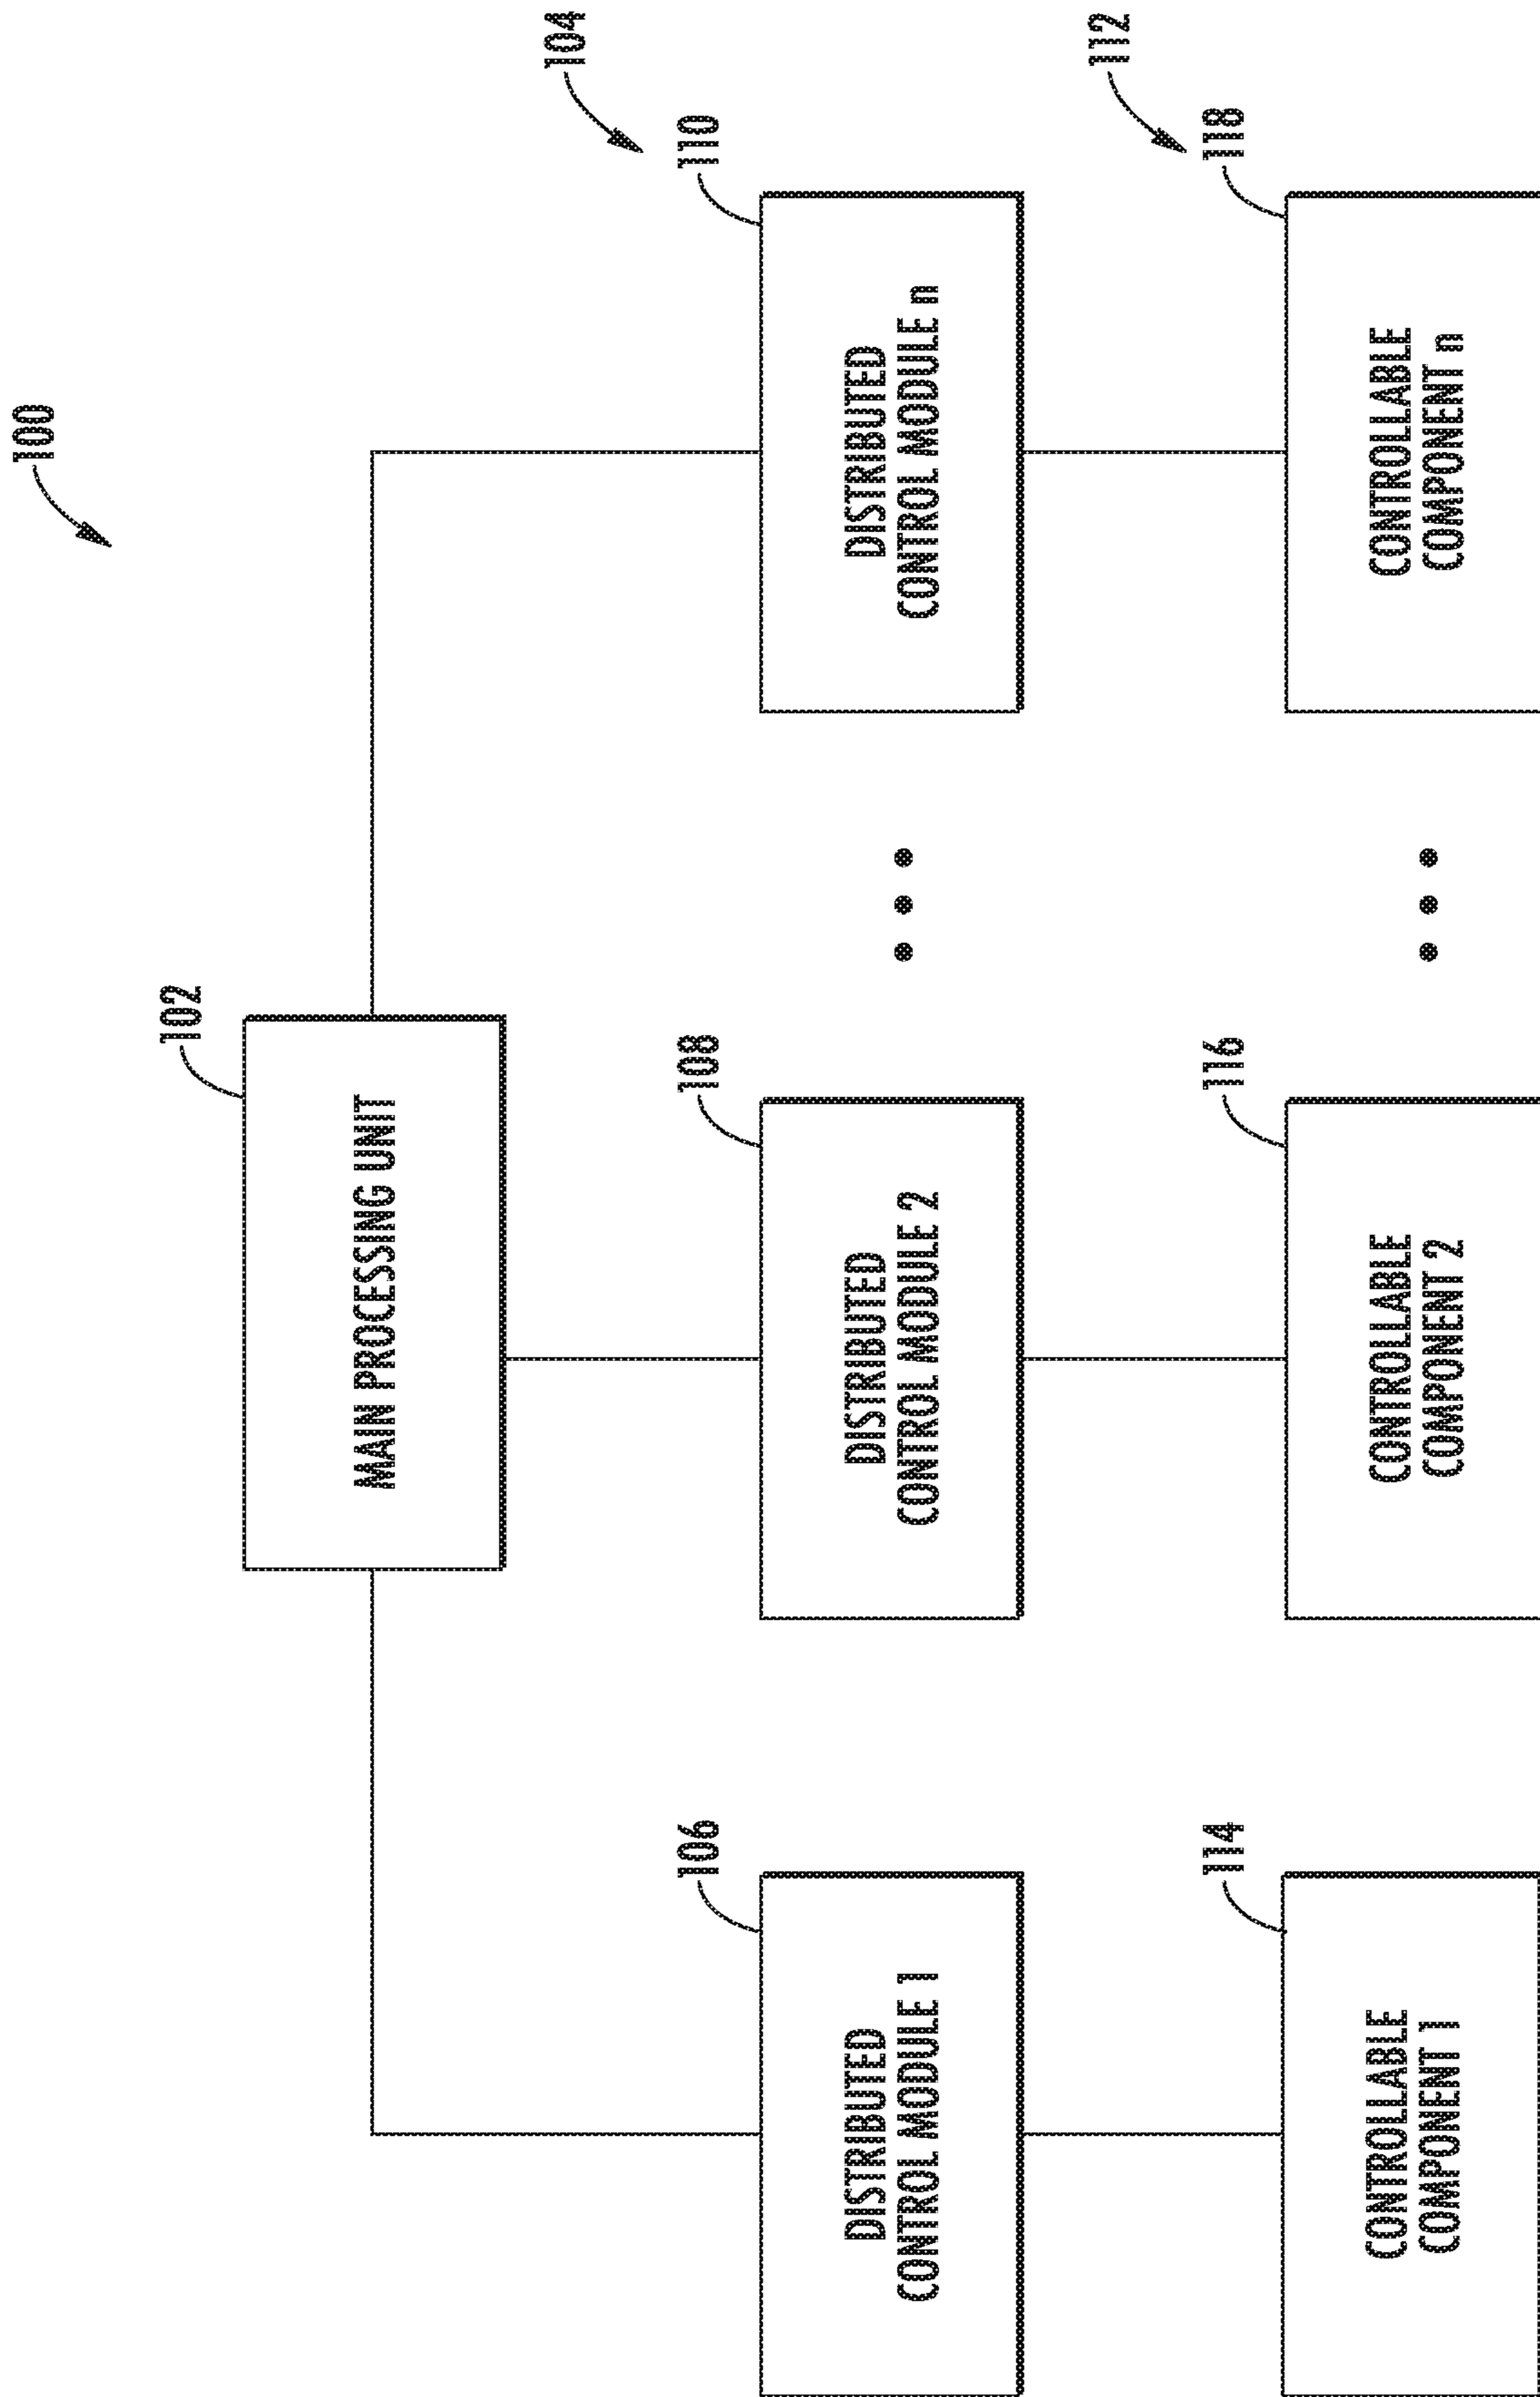 100
102
MAIN PROCESSING UNIT
104
106
DISTRIBUTED
CONTROL MODULE 1
108
DISTRIBUTED
CONTROL MODULE 2
110
DISTRIBUTED
CONTROL MODULE n
112
114
CONTROLLABLE
COMPONENT 1
116
CONTROLLABLE
COMPONENT 2
118
CONTROLLABLE
COMPONENT n